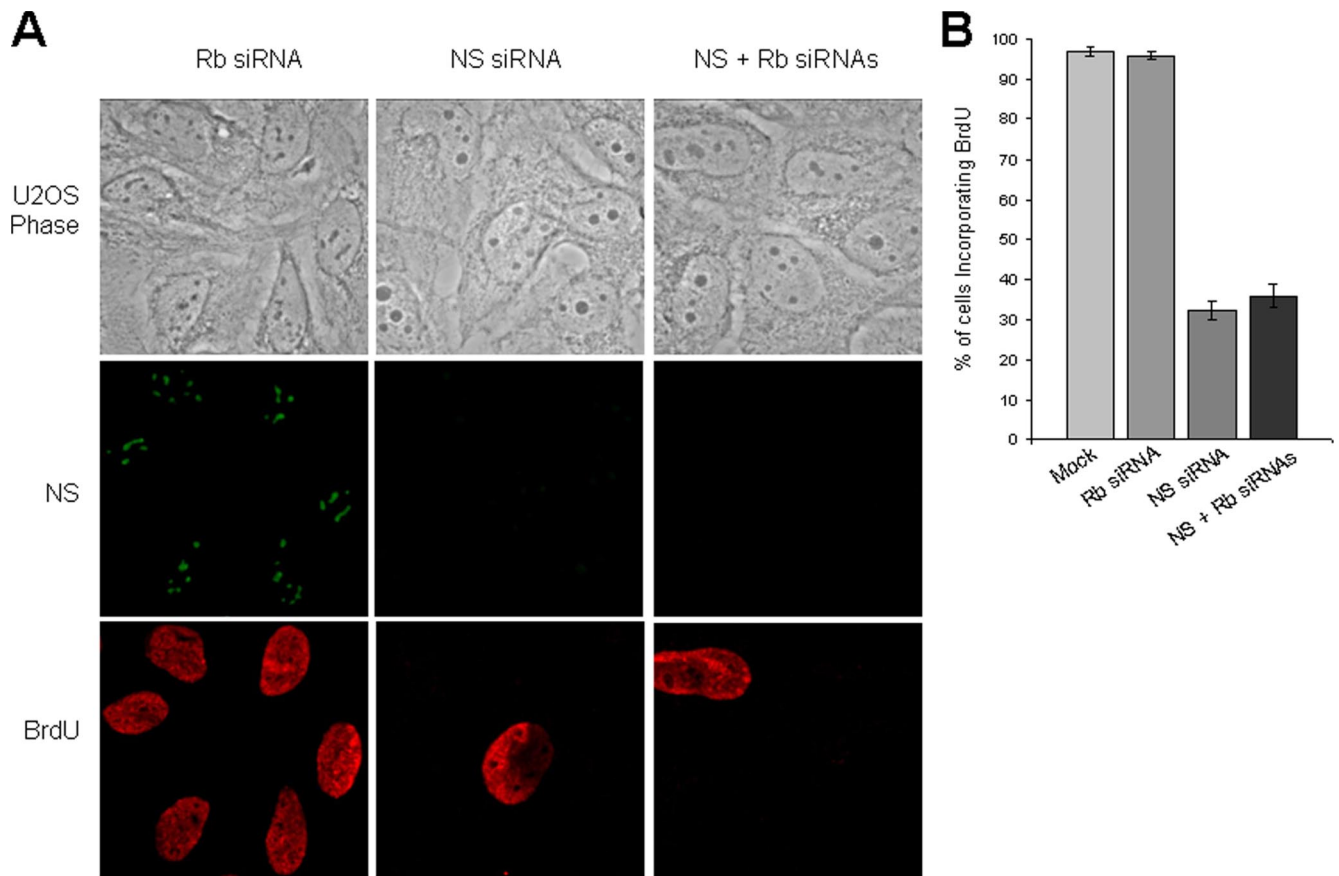 A
Rb siRNA
NS siRNA
NS + Rb siRNAs
U2OS
Phase
NS
BrdU
B
% of cells Incorporating BrdU
100
90
80
70
60
50
40
30
20
10
0
Mock
Rb siRNA
NS siRNA
NS + Rb siRNAs